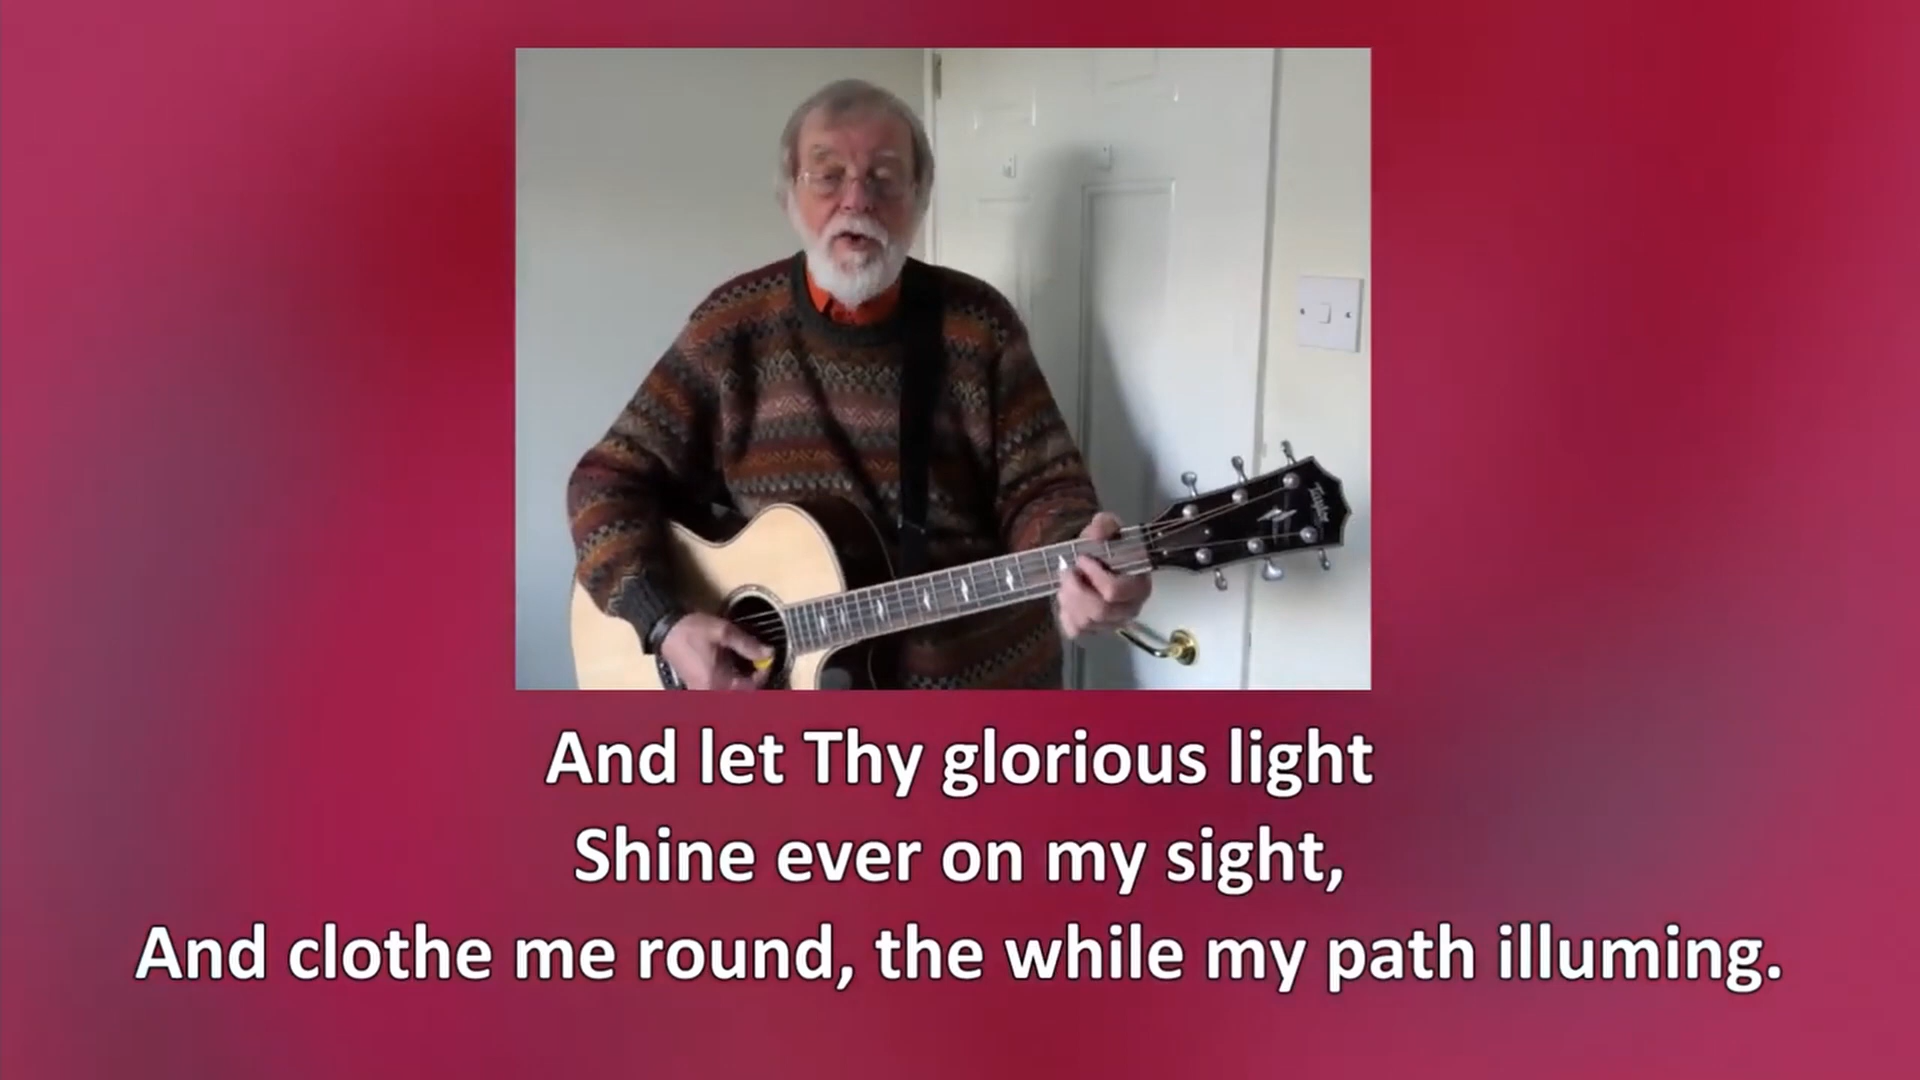 Taylor
And let Thy glorious light
Shine ever on my sight,
And clothe me round, the while my path illuming.